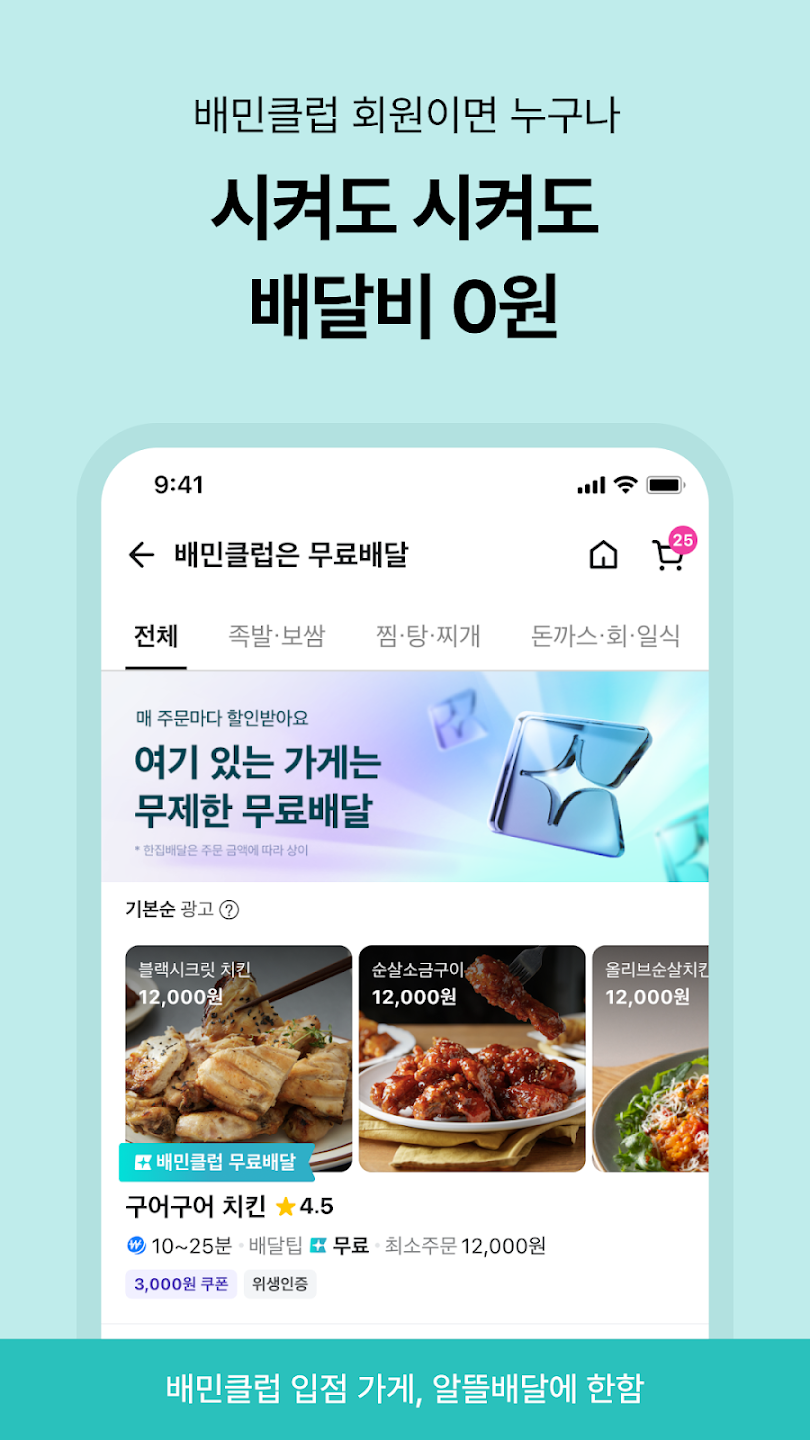 배민클럽 회원이면 누구나
시켜도 시켜도
배달비 0원
9:41
배민클럽은 무료배달
25
전체 족발·보쌈 찜·탕·찌개 돈까스·회·일식
매 주문마다 할인받아요
여기 있는 가게는
무제한 무료배달
* 한집배달은 주문 금액에 따라 상이
기본순 광고 ?
블랙시크릿 치킨
12,000원
순살소금구이
12,000원
올리브순살치킨
12,000원
배민클럽 무료배달
구어구어 치킨 ★4.5
10~25분 · 배달팁 무료 · 최소주문 12,000원
3,000원 쿠폰 위생인증
배민클럽 입점 가게, 알뜰배달에 한함